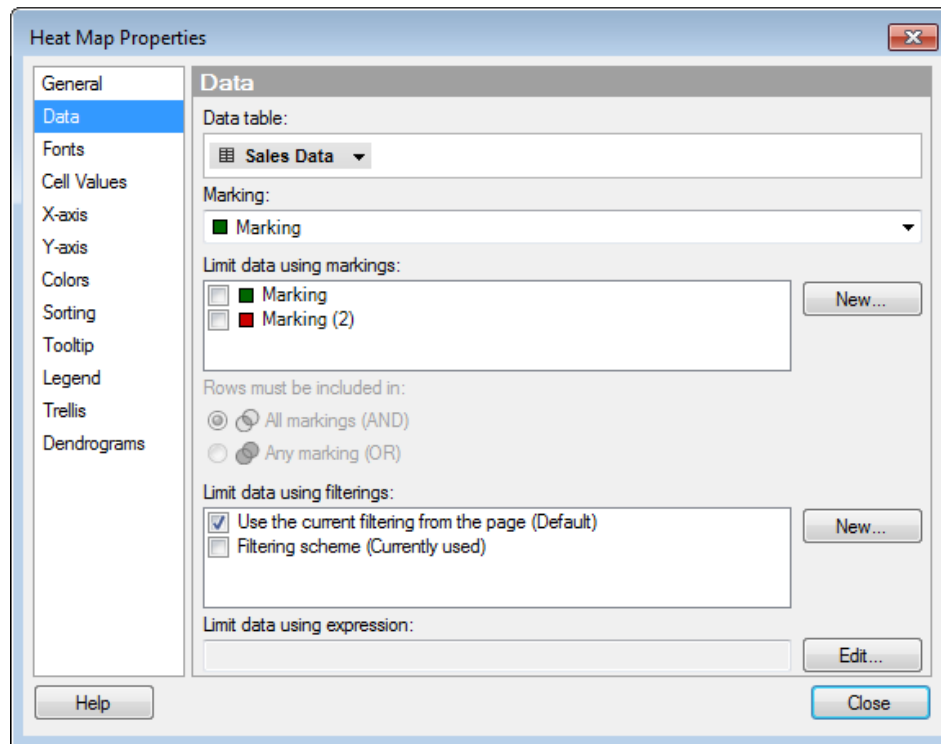 Heat Map Properties
General
Data
Fonts
Cell Values
X-axis
Y-axis
Colors
Sorting
Tooltip
Legend
Trellis
Dendrograms
Data
Data table:
Sales Data
Marking:
Marking
Limit data using markings:
Marking
Marking (2)
New...
Rows must be included in:
All markings (AND)
Any marking (OR)
Limit data using filterings:
Use the current filtering from the page (Default)
Filtering scheme (Currently used)
New...
Limit data using expression:
Edit...
Help
Close